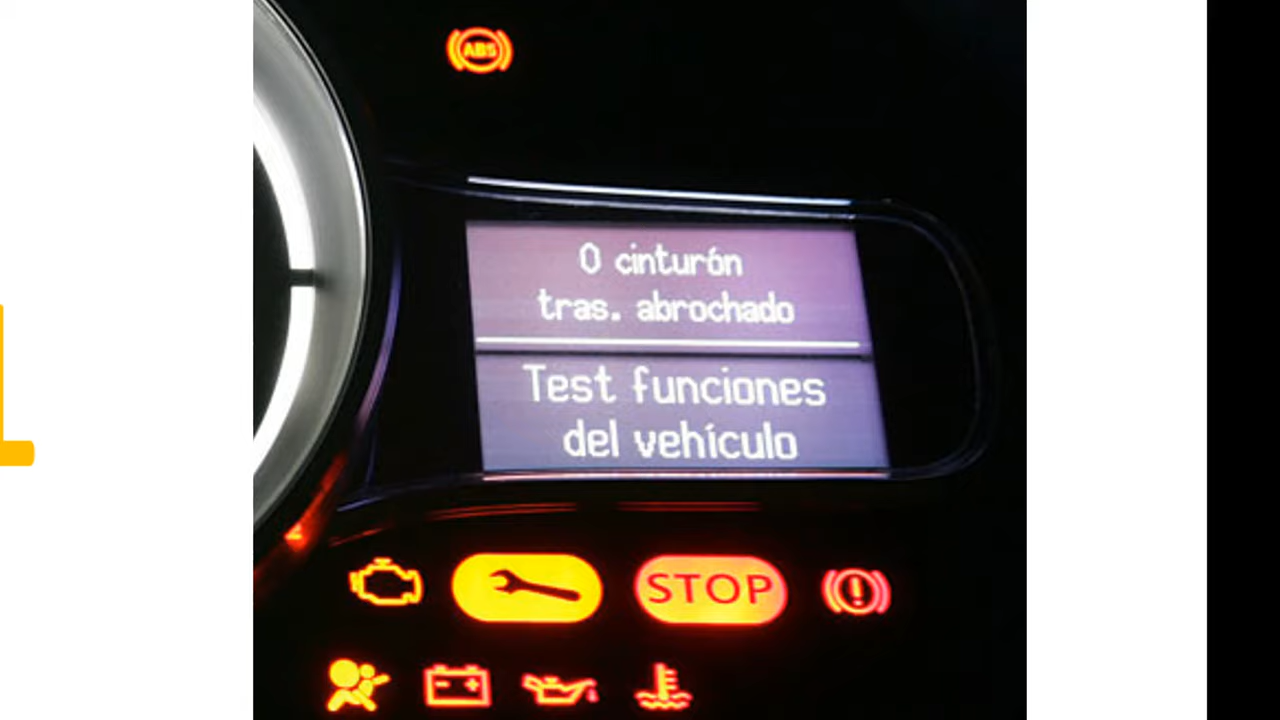 ABS
0 cinturón
tras. abrochado
Test funciones
del vehículo
STOP